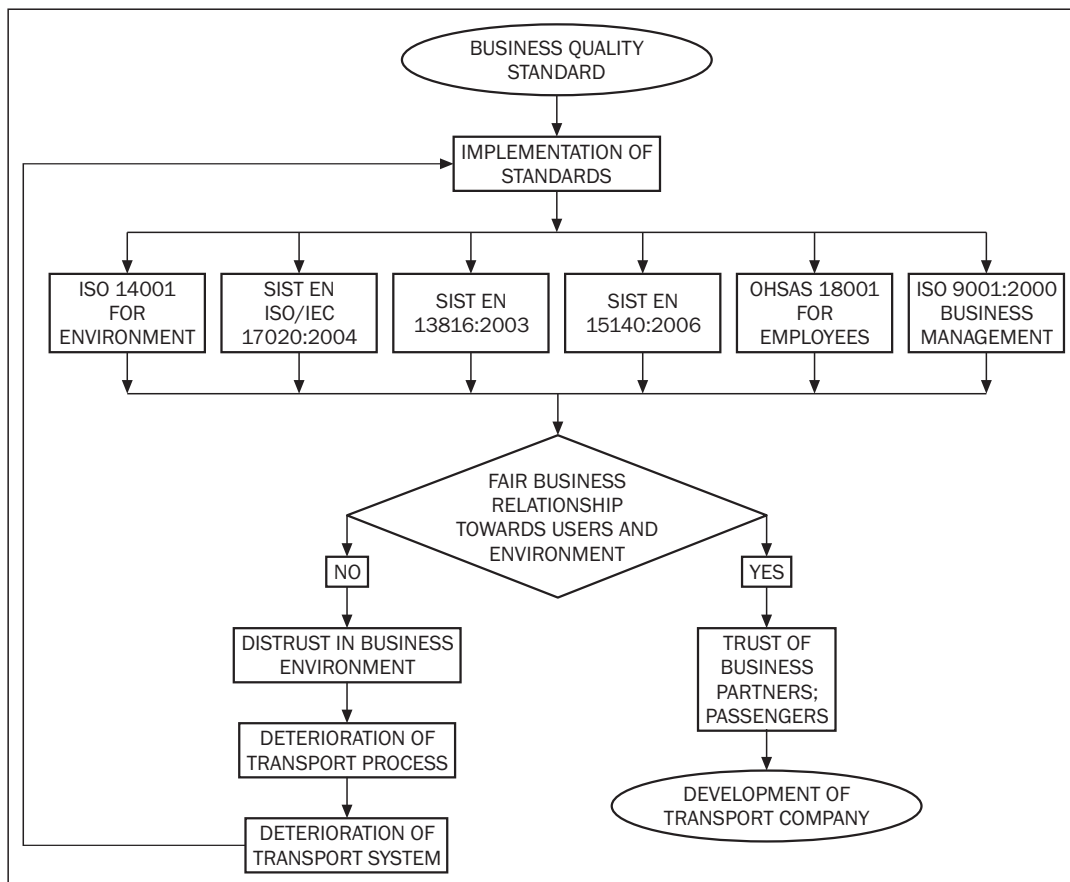 BUSINESS QUALITY
STANDARD
IMPLEMENTATION OF
STANDARDS
ISO 14001
FOR
ENVIRONMENT
SIST EN
ISO/IEC
17020:2004
SIST EN
13816:2003
SIST EN
15140:2006
OHSAS 18001
FOR
EMPLOYEES
ISO 9001:2000
BUSINESS
MANAGEMENT
FAIR BUSINESS
RELATIONSHIP
TOWARDS USERS AND
ENVIRONMENT
NO
YES
DISTRUST IN BUSINESS
ENVIRONMENT
TRUST OF
BUSINESS
PARTNERS;
PASSENGERS
DETERIORATION OF
TRANSPORT PROCESS
DEVELOPMENT OF
TRANSPORT COMPANY
DETERIORATION OF
TRANSPORT SYSTEM